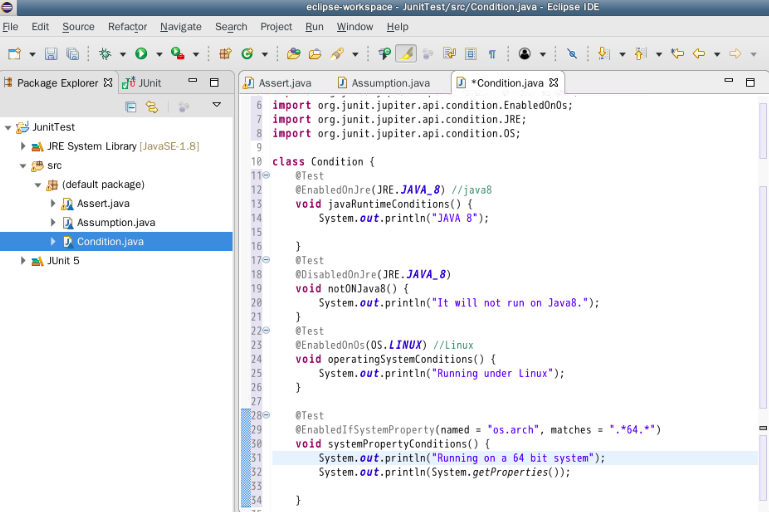 eclipse-workspace - JunitTest/src/Condition.java - Eclipse IDE
File Edit Source Refactor Navigate Search Project Run Window Help
Package Explorer JUnit
Assert.java Assumption.java *Condition.java
JunitTest
JRE System Library [JavaSE-1.8]
src
(default package)
Assert.java
Assumption.java
Condition.java
JUnit 5
6 import org.junit.jupiter.api.condition.EnabledOnOs;
7 import org.junit.jupiter.api.condition.JRE;
8 import org.junit.jupiter.api.condition.OS;
9
10 class Condition {
11 @Test
12 @EnabledOnJre(JRE.JAVA_8) //java8
13 void javaRuntimeConditions() {
14 System.out.println("JAVA 8");
15
16 }
17 @Test
18 @DisabledOnJre(JRE.JAVA_8)
19 void notONJava8() {
20 System.out.println("It will not run on Java8.");
21 }
22 @Test
23 @EnabledOnOs(OS.LINUX) //Linux
24 void operatingSystemConditions() {
25 System.out.println("Running under Linux");
26 }
27
28 @Test
29 @EnabledIfSystemProperty(named = "os.arch", matches = ".*64.*")
30 void systemPropertyConditions() {
31 System.out.println("Running on a 64 bit system");
32 System.out.println(System.getProperties());
33
34 }